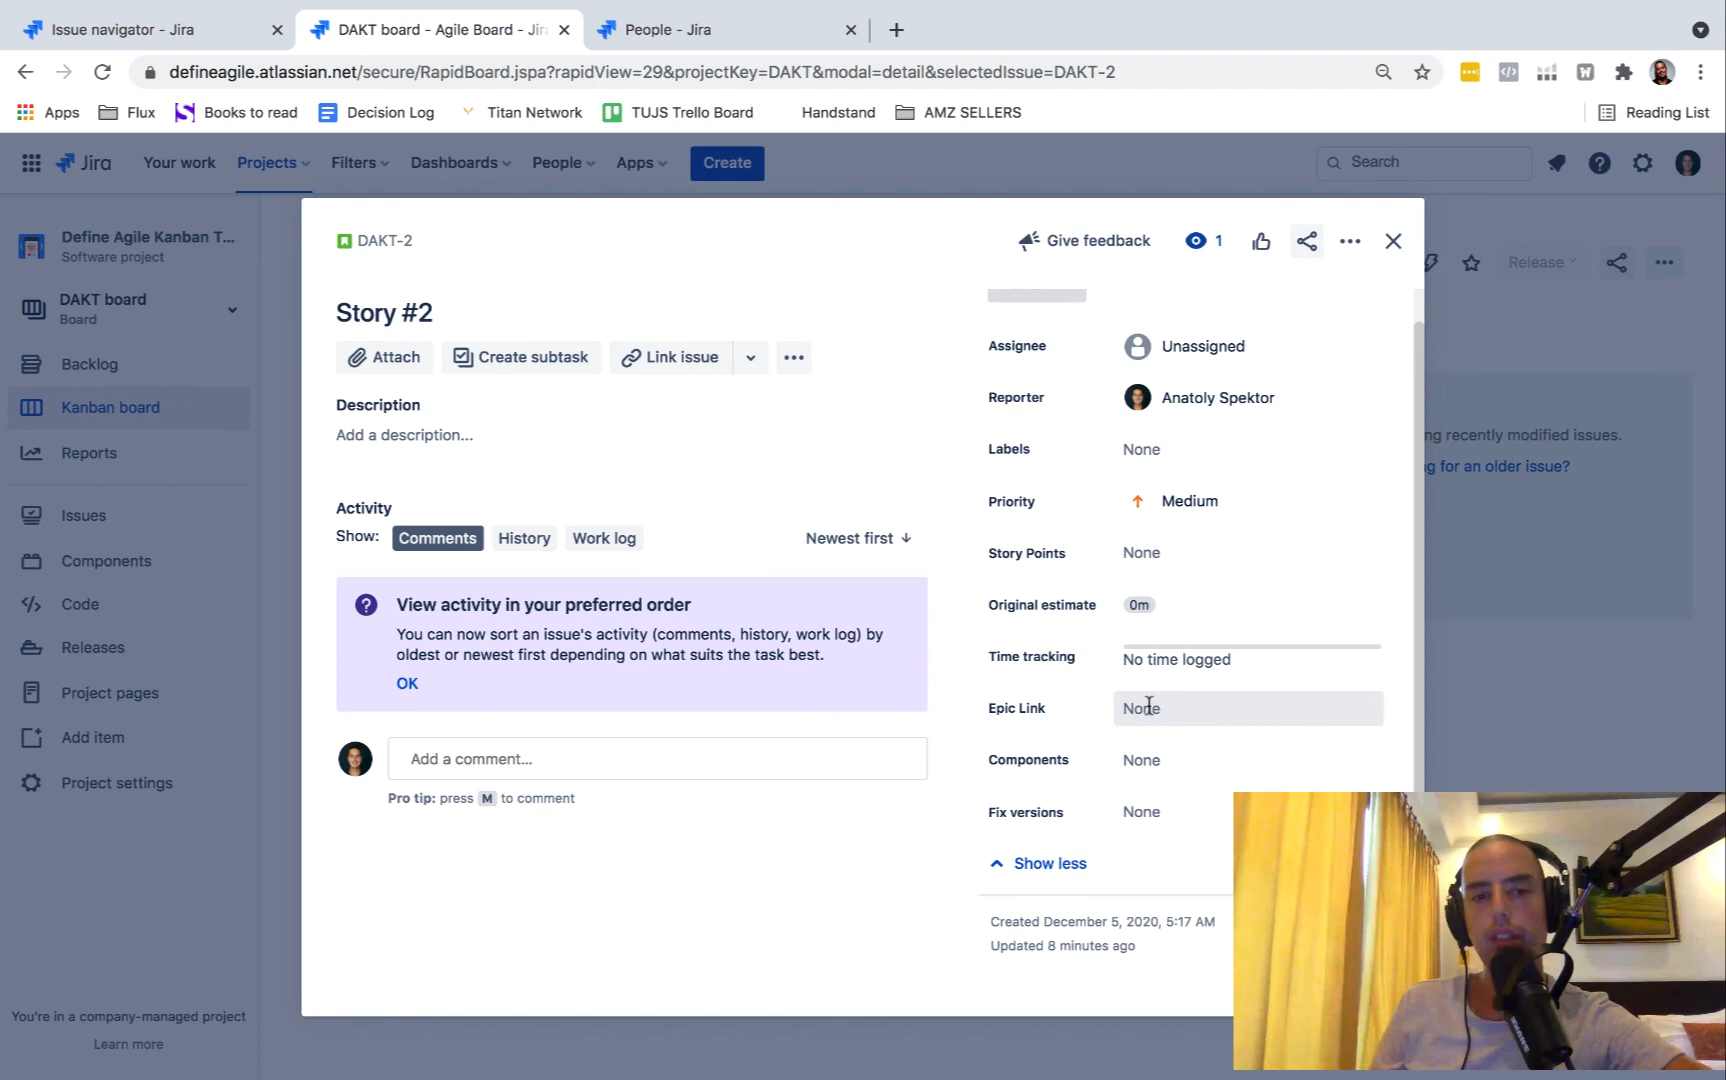 Issue navigator - Jira
DAKT board - Agile Board - Jira
People - Jira
defineagile.atlassian.net/secure/RapidBoard.jspa?rapidView=29&projectKey=DAKT&modal=detail&selectedIssue=DAKT-2
Apps
Flux
Books to read
Decision Log
Titan Network
TUJS Trello Board
Handstand
AMZ SELLERS
Reading List
Jira
Your work
Projects
Filters
Dashboards
People
Apps
Create
Search
Define Agile Kanban T...
Software project
DAKT board
Board
Backlog
Kanban board
Reports
Issues
Components
Code
Releases
Project pages
Add item
Project settings
You're in a company-managed project
Learn more
DAKT-2
Give feedback
1
Release
Story #2
Attach
Create subtask
Link issue
Description
Add a description...
Activity
Show:
Comments
History
Work log
Newest first
View activity in your preferred order
You can now sort an issue's activity (comments, history, work log) by
oldest or newest first depending on what suits the task best.
OK
Add a comment...
Pro tip: press M to comment
Assignee
Unassigned
Reporter
Anatoly Spektor
Labels
None
Priority
Medium
Story Points
None
Original estimate
0m
Time tracking
No time logged
Epic Link
None
Components
None
Fix versions
None
Show less
Created December 5, 2020, 5:17 AM
Updated 8 minutes ago
ng recently modified issues.
g for an older issue?